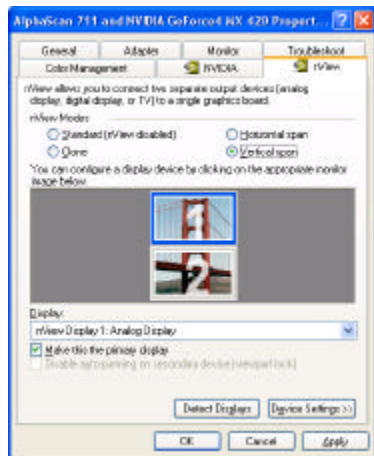 AlphaScan 711 and NVIDIA GeForce4 MX 420 Propert...
General Adapter Monitor Troubleshoot
Color Management NVIDIA nView
nView allows you to connect two separate output devices (analog
display, digital display, or TV) to a single graphics board.
nView Modes
Standard (nView disabled) Horizontal span
Clone Vertical span
You can configure a display device by clicking on the appropriate monitor
image below.
1
2
Display:
nView Display 1: Analog Display
Make this the primary display
Disable auto-panning on secondary device (viewport lock)
Detect Displays Device Settings >>
OK Cancel Apply